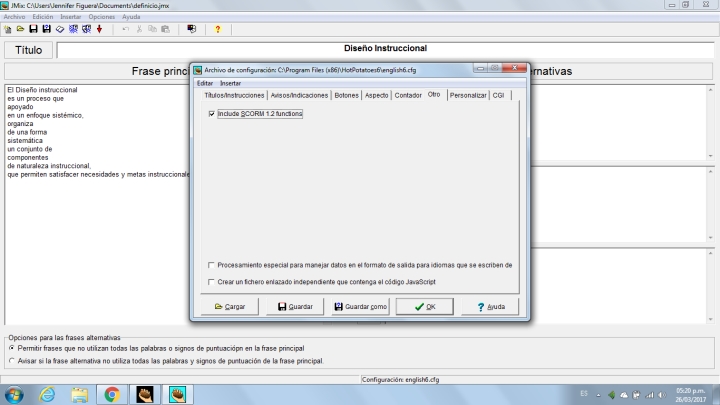 JMix: C:\Users\Jennifer Figuera\Documents\definicio.jmx
Archivo Edición Insertar Opciones Ayuda
Título
Diseño Instruccional
Frase princ
ernativas
El Diseño instruccional
es un proceso que
apoyado
en un enfoque sistémico,
organiza
de una forma
sistemática
un conjunto de
componentes
de naturaleza instruccional,
que permiten satisfacer necesidades y metas instruccionale
Archivo de configuración: C:\Program Files (x86)\HotPotatoes6\english6.cfg
Editar Insertar
Títulos/Instrucciones Avisos/Indicaciones Botones Aspecto Contador Otro Personalizar CGI
Include SCORM 1.2 functions
Procesamiento especial para manejar datos en el formato de salida para idiomas que se escriben de
Crear un fichero enlazado independiente que contenga el código JavaScript
Cargar Guardar Guardar como OK Ayuda
Opciones para las frases alternativas
Permitir frases que no utilizan todas las palabras o signos de puntuación en la frase principal
Avisar si la frase alternativa no utiliza todas las palabras y signos de puntuación de la frase principal.
Configuración: english6.cfg
ES
05:20 p.m.
26/03/2017